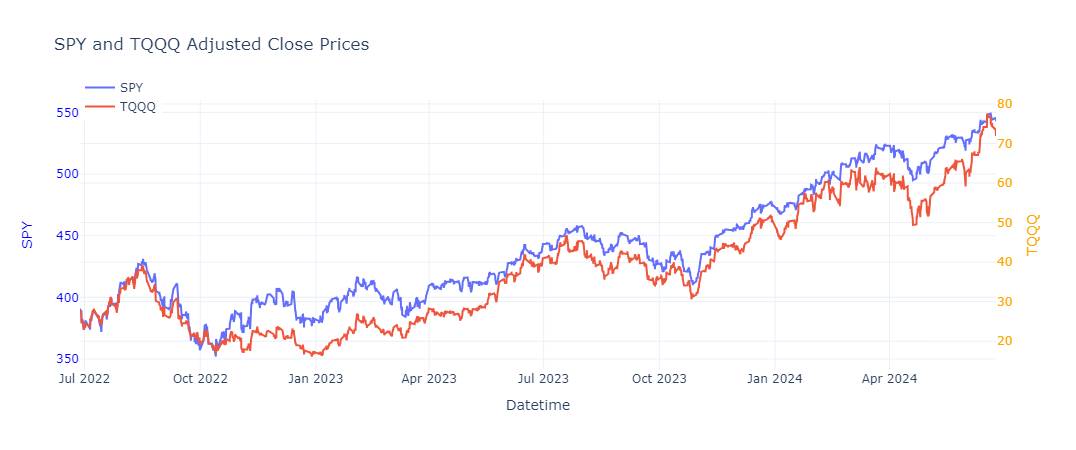 SPY and TQQQ Adjusted Close Prices
SPY
TQQQ
550
500
450
400
350
SPY
80
70
60
50
40
30
20
TQQQ
Jul 2022
Oct 2022
Jan 2023
Apr 2023
Jul 2023
Oct 2023
Jan 2024
Apr 2024
Datetime